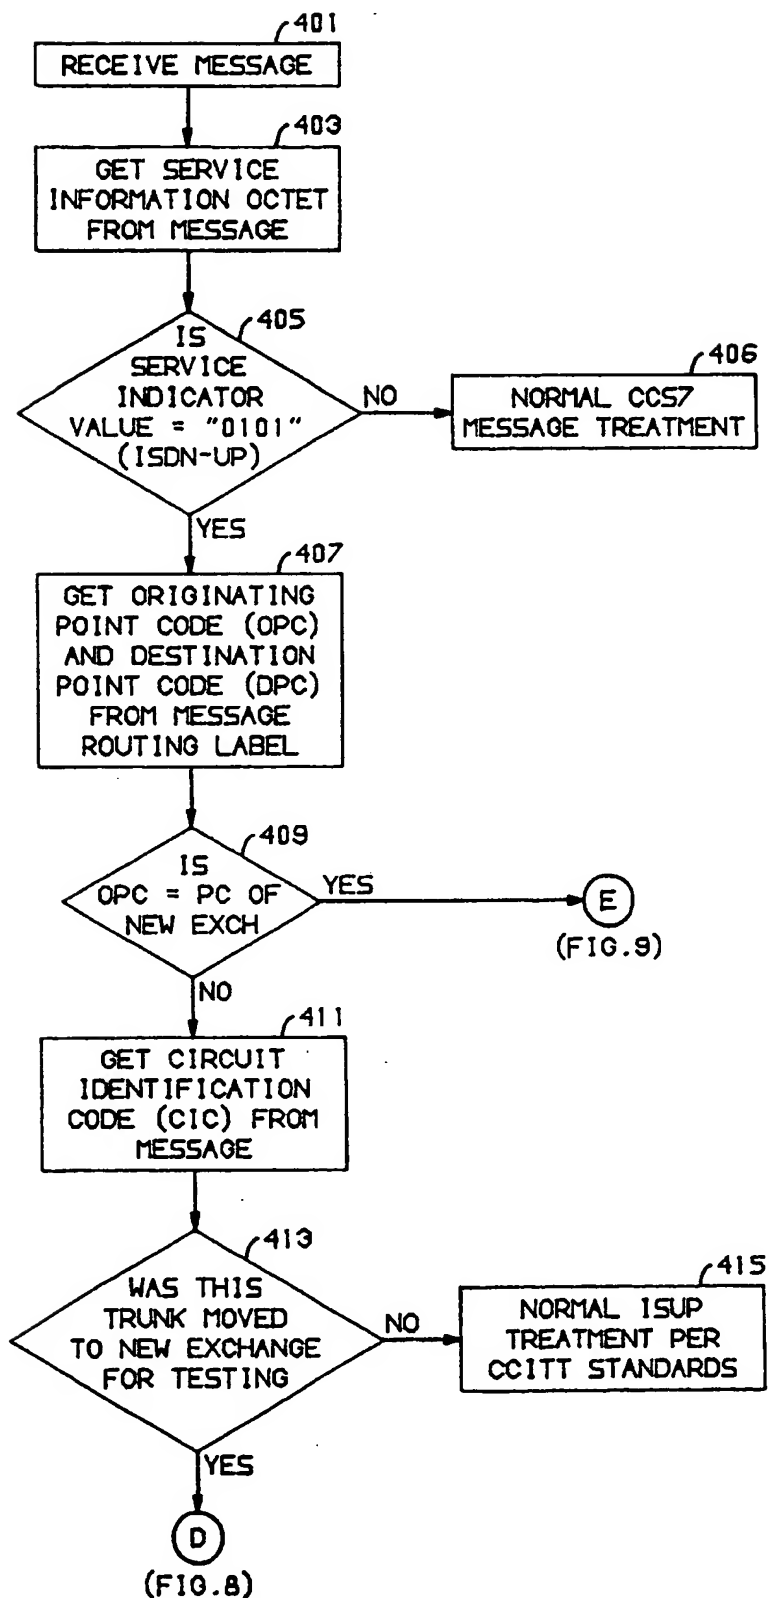 401
RECEIVE MESSAGE
403
GET SERVICE
INFORMATION OCTET
FROM MESSAGE
405
IS
SERVICE
INDICATOR
VALUE = "0101"
(ISDN-UP)
NO
406
NORMAL CCS7
MESSAGE TREATMENT
YES
407
GET ORIGINATING
POINT CODE (OPC)
AND DESTINATION
POINT CODE (DPC)
FROM MESSAGE
ROUTING LABEL
409
IS
OPC = PC OF
NEW EXCH
YES
E
(FIG.9)
NO
411
GET CIRCUIT
IDENTIFICATION
CODE (CIC) FROM
MESSAGE
413
WAS THIS
TRUNK MOVED
TO NEW EXCHANGE
FOR TESTING
NO
415
NORMAL ISUP
TREATMENT PER
CCITT STANDARDS
YES
D
(FIG.8)